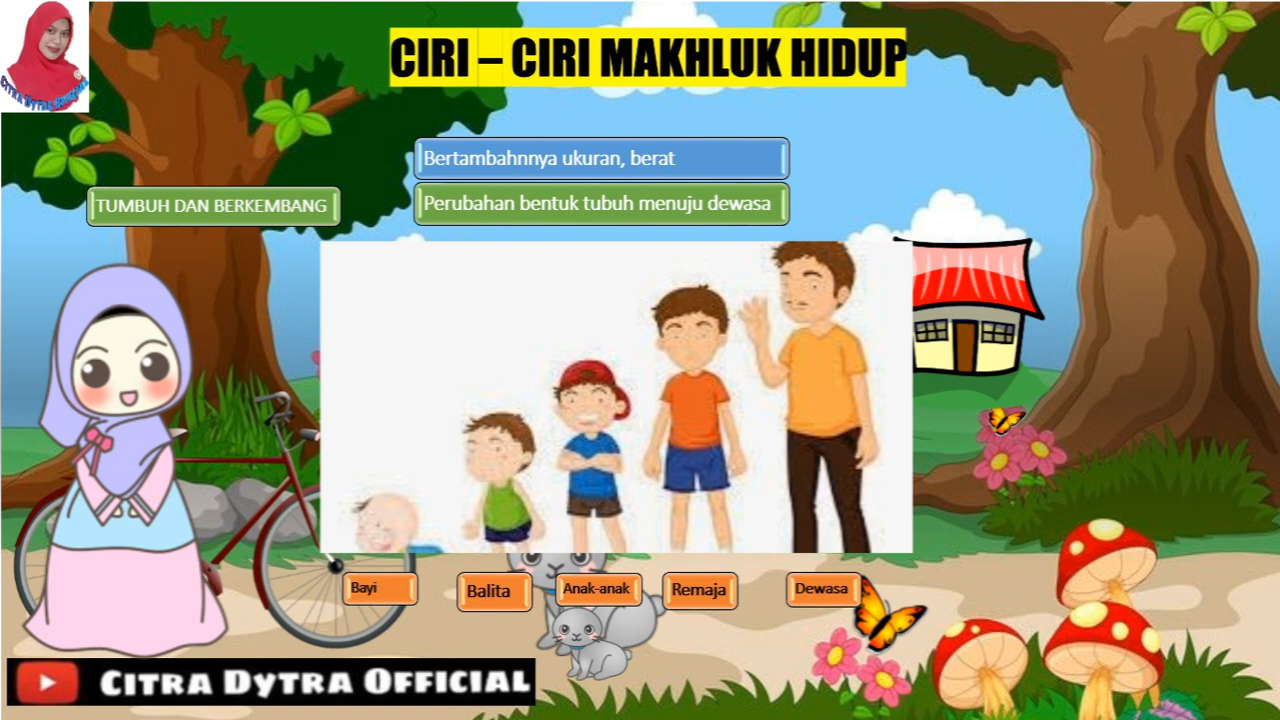 CIRI – CIRI MAKHLUK HIDUP
Bertambahnnya ukuran, berat
TUMBUH DAN BERKEMBANG
Perubahan bentuk tubuh menuju dewasa
Bayi
Balita
Anak-anak
Remaja
Dewasa
CITRA DYTRA OFFICIAL